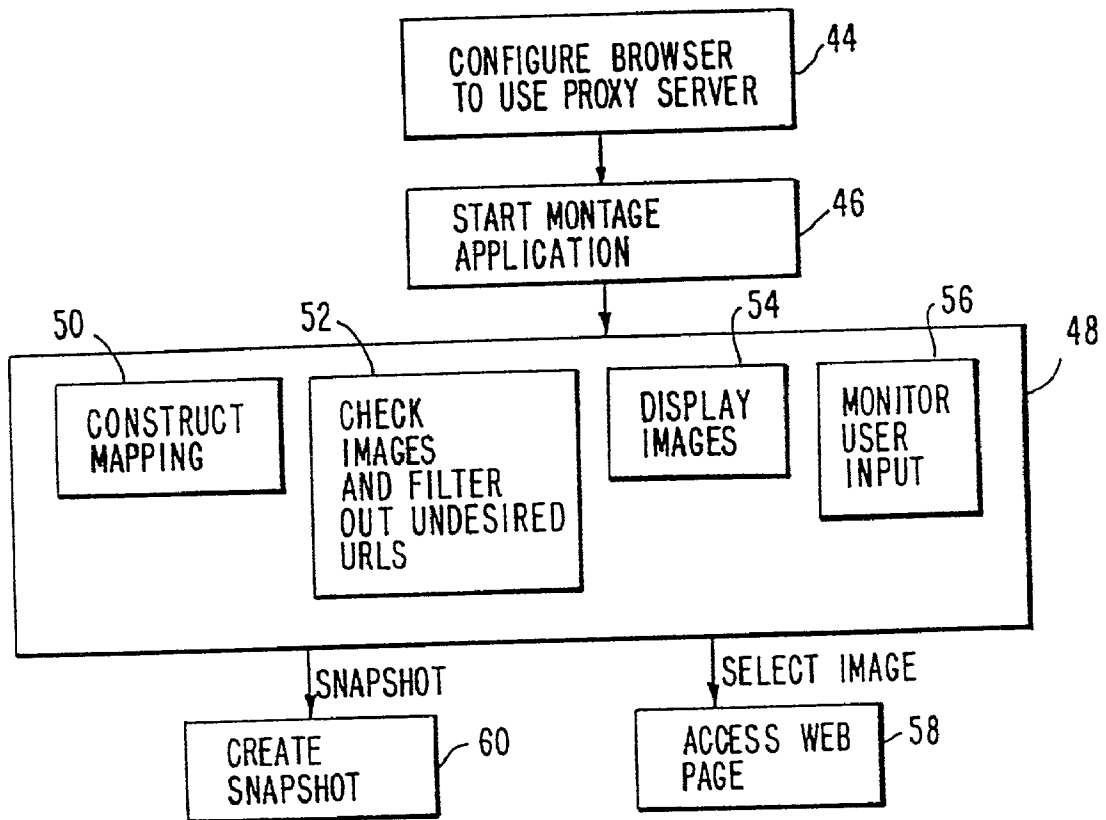 CONFIGURE BROWSER
TO USE PROXY SERVER
44
START MONTAGE
APPLICATION
46
50
52
54
56
48
CONSTRUCT
MAPPING
CHECK
IMAGES
AND FILTER
OUT UNDESIRED
URLS
DISPLAY
IMAGES
MONITOR
USER
INPUT
SNAPSHOT
SELECT IMAGE
CREATE
SNAPSHOT
60
ACCESS WEB
PAGE
58